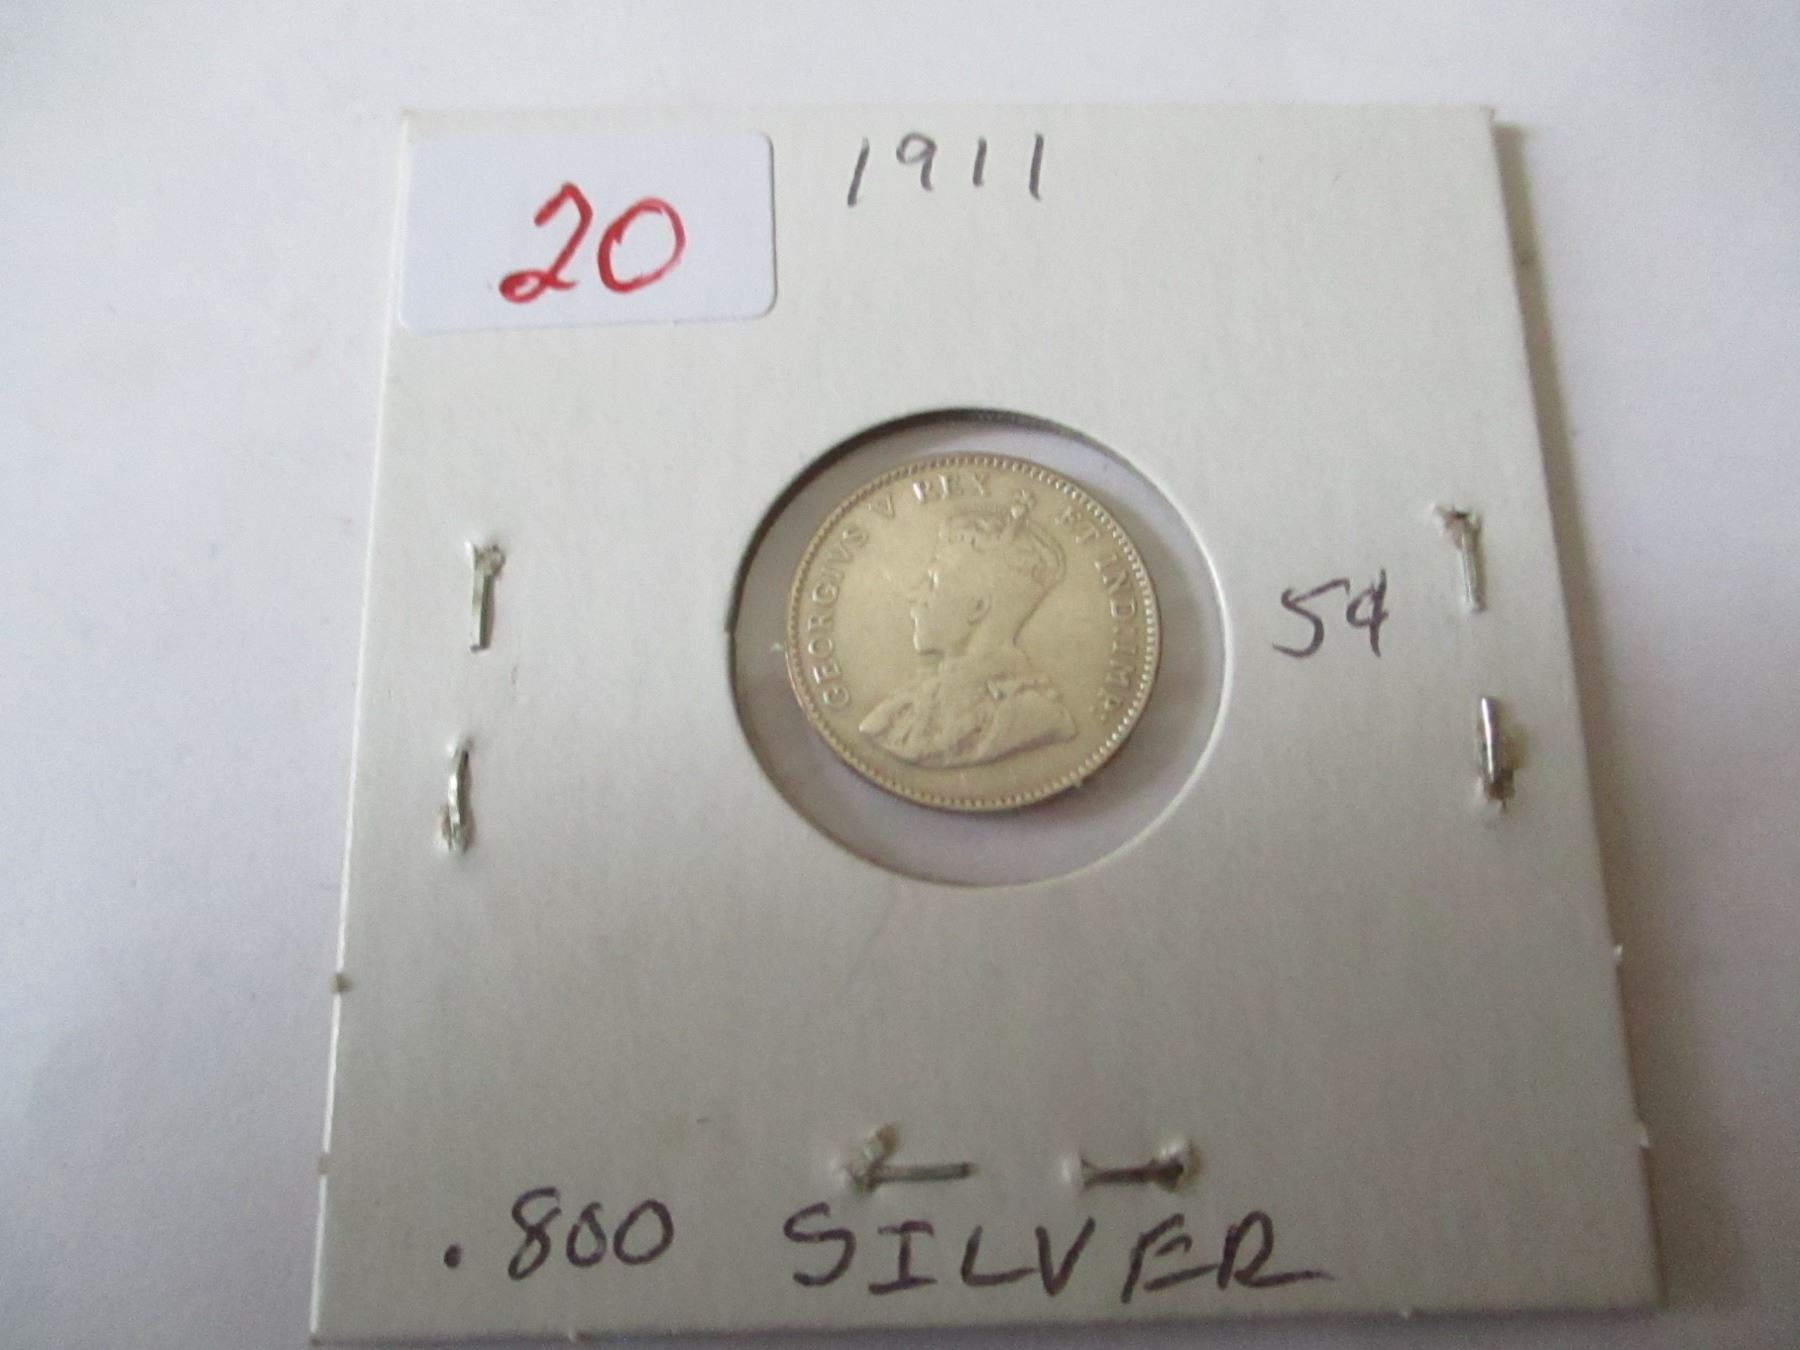 20
1911
GEORGIVS V REX ET IND:IMP:
5¢
.800 SILVER